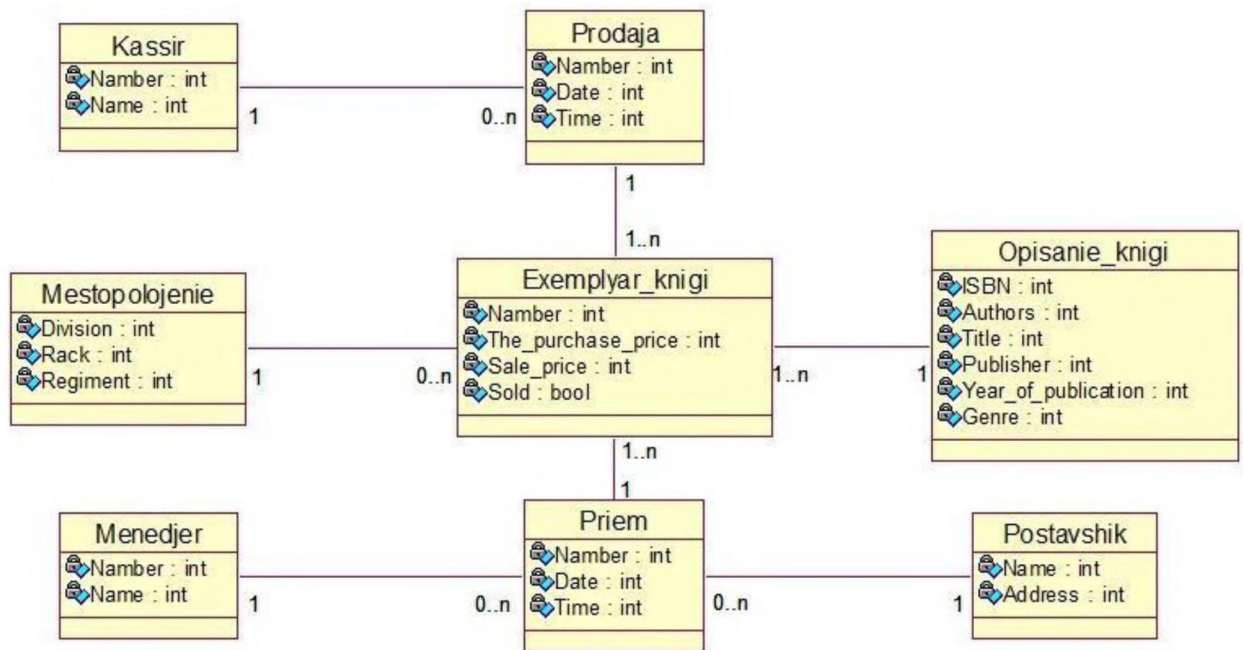 Kassir
Namber : int
Name : int
1
0..n
Prodaja
Namber : int
Date : int
Time : int
1
1..n
Mestopolojenie
Division : int
Rack : int
Regiment : int
1
0..n
Exemplyar_knigi
Namber : int
The_purchase_price : int
Sale_price : int
Sold : bool
1..n
1
Opisanie_knigi
ISBN : int
Authors : int
Title : int
Publisher : int
Year_of_publication : int
Genre : int
1..n
1
Menedjer
Namber : int
Name : int
1
0..n
Priem
Namber : int
Date : int
Time : int
0..n
1
Postavshik
Name : int
Address : int